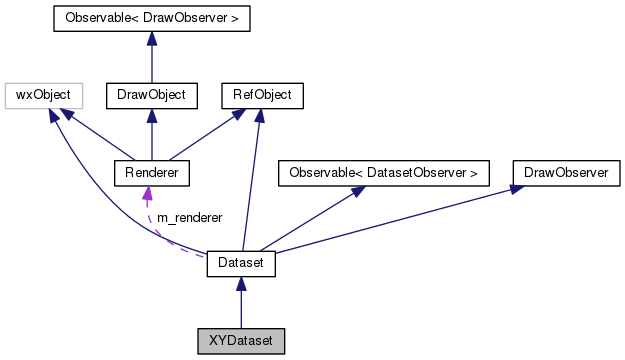 Observable< DrawObserver >
wxObject
DrawObject
RefObject
Renderer
Observable< DatasetObserver >
DrawObserver
m_renderer
Dataset
XYDataset